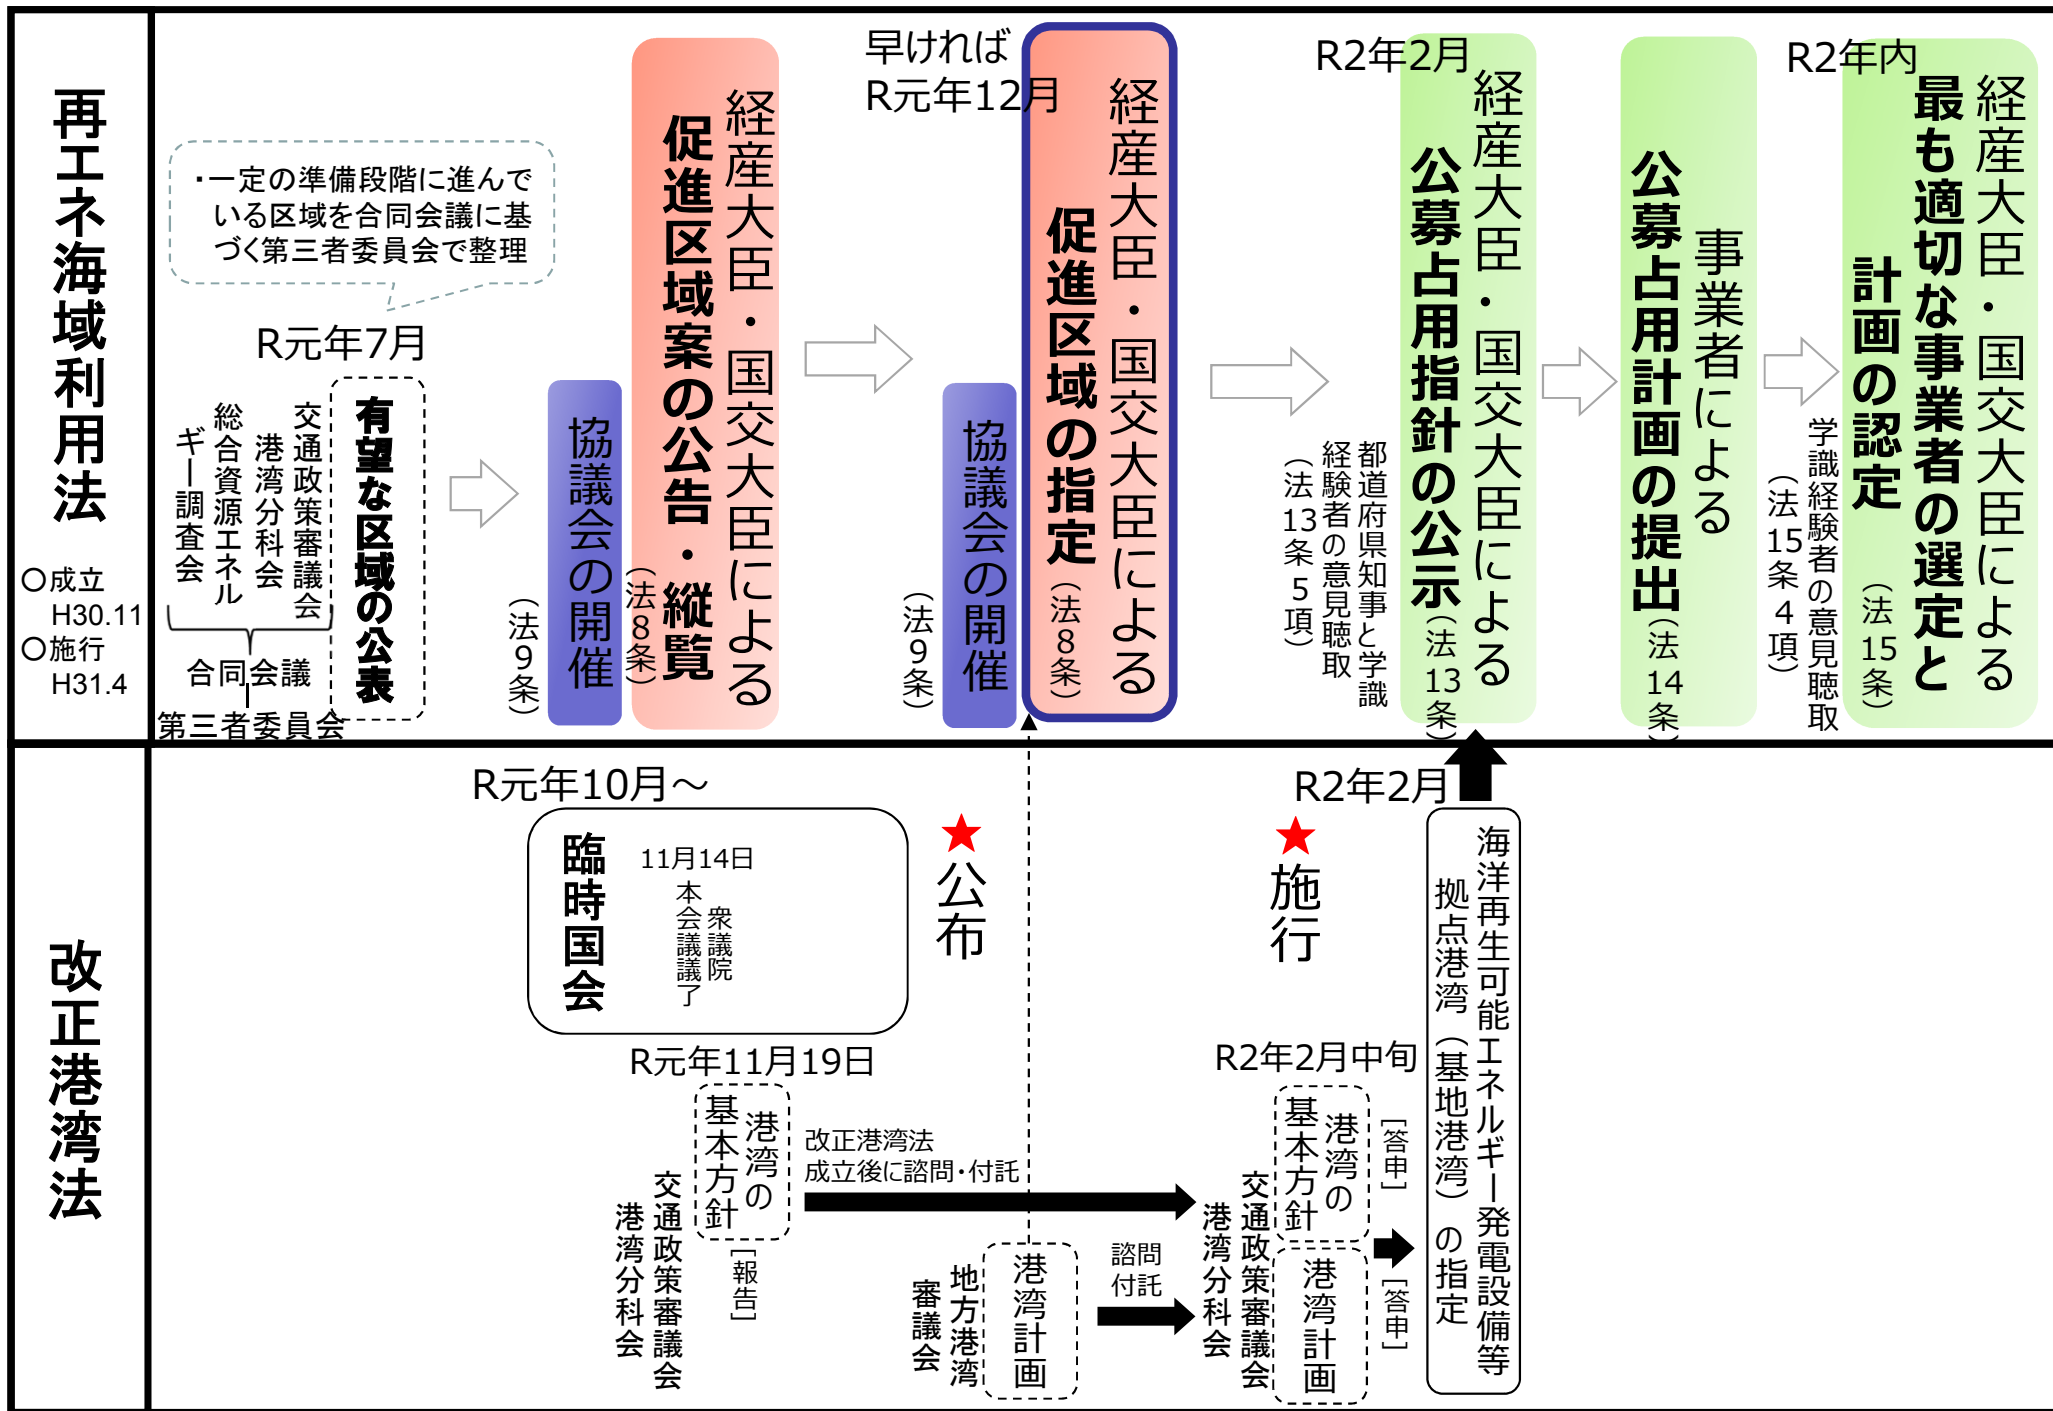 再エネ海域利用法
〇成立
H30.11
〇施行
H31.4
・一定の準備段階に進んで
いる区域を合同会議に基
づく第三者委員会で整理
R元年7月
有望な区域の公表
交通政策審議会
港湾分科会
総合資源エネル
ギー調査会
合同会議
第三者委員会
協議会の開催
（法9条）
経産大臣・国交大臣による
促進区域案の公告・縦覧
（法8条）
早ければ
R元年12月
協議会の開催
（法9条）
経産大臣・国交大臣による
促進区域の指定
（法8条）
R2年2月
経産大臣・国交大臣による
公募占用指針の公示
（法13条）
都道府県知事と学識
経験者の意見聴取
（法13条5項）
事業者による
公募占用計画の提出
（法14条）
R2年内
経産大臣・国交大臣による
最も適切な事業者の選定と
計画の認定
（法15条）
学識経験者の意見聴取
（法15条4項）
改正港湾法
R元年10月～
臨時国会
11月14日
衆議院
本会議議了
★
公布
★
施行
R2年2月
海洋再生可能エネルギー発電設備等
拠点港湾（基地港湾）の指定
R元年11月19日
港湾の
基本方針
［報告］
交通政策審議会
港湾分科会
改正港湾法
成立後に諮問・付託
港湾計画
地方港湾
審議会
諮問
付託
R2年2月中旬
港湾の
基本方針
港湾計画
交通政策審議会
港湾分科会
［答申］
［答申］